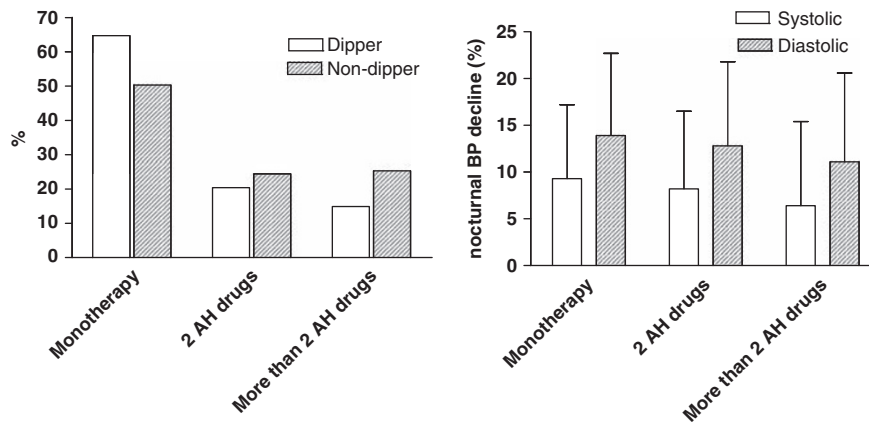 70
60
50
40
30
20
10
0
%
Dipper
Non-dipper
Monotherapy
2 AH drugs
More than 2 AH drugs
25
20
15
10
5
0
nocturnal BP decline (%)
Systolic
Diastolic
Monotherapy
2 AH drugs
More than 2 AH drugs